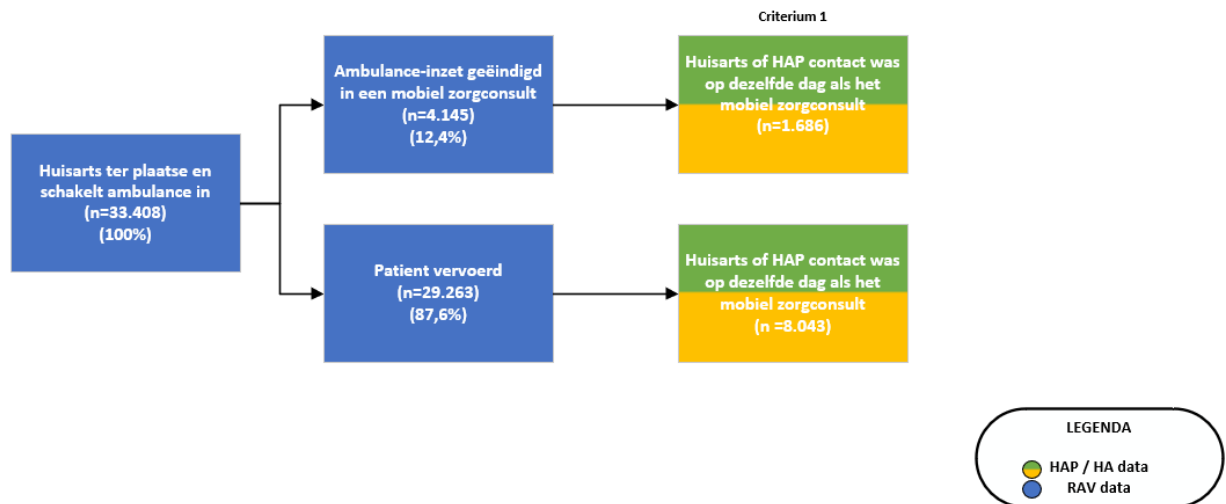 Criterium 1
Huisarts ter plaatse en
schakelt ambulance in
(n=33.408)
(100%)
Ambulance-inzet geëindigd
in een mobiel zorgconsult
(n=4.145)
(12,4%)
Huisarts of HAP contact was
op dezelfde dag als het
mobiel zorgconsult
(n=1.686)
Patient vervoerd
(n=29.263)
(87,6%)
Huisarts of HAP contact was
op dezelfde dag als het
mobiel zorgconsult
(n =8.043)
LEGENDA
HAP / HA data
RAV data